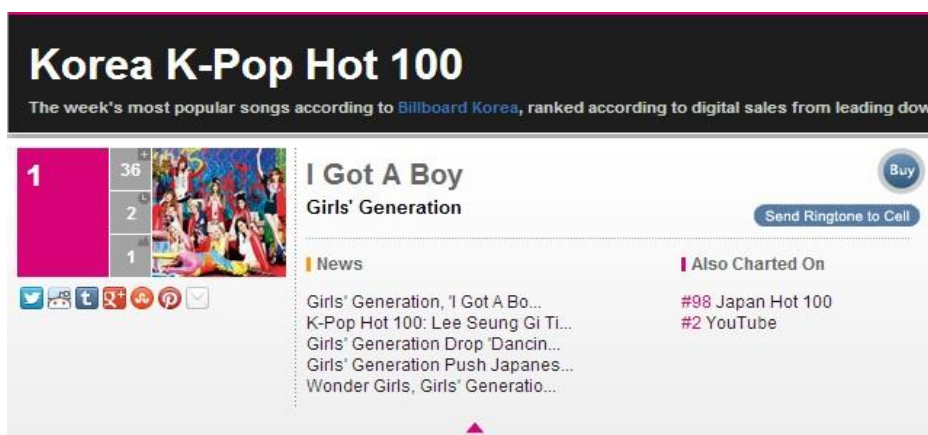 Korea K-Pop Hot 100
The week's most popular songs according to Billboard Korea, ranked according to digital sales from leading dow
1
36
2
1
I Got A Boy
Girls' Generation
Buy
Send Ringtone to Cell
News
Girls' Generation, 'I Got A Bo...
K-Pop Hot 100: Lee Seung Gi Ti...
Girls' Generation Drop 'Dancin...
Girls' Generation Push Japanes...
Wonder Girls, Girls' Generatio...
Also Charted On
#98 Japan Hot 100
#2 YouTube